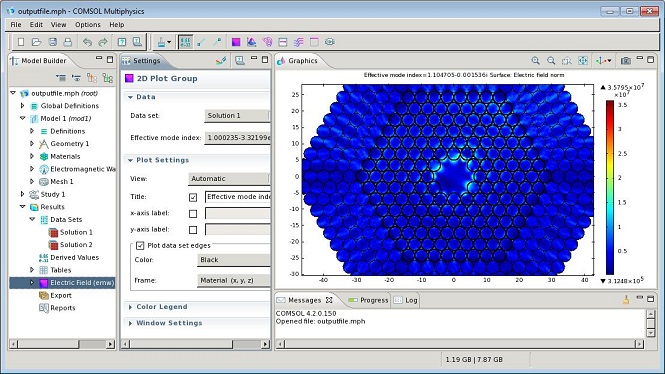 outputfile.mph - COMSOL Multiphysics
File Edit View Options Help
Model Builder
outputfile.mph (root)
Global Definitions
Model 1 (mod1)
Definitions
Geometry 1
Materials
Electromagnetic Wa
Mesh 1
Study 1
Results
Data Sets
Solution 1
Solution 2
Derived Values
Tables
Electric Field (emw)
Export
Reports
Settings
2D Plot Group
Data
Data set: Solution 1
Effective mode index: 1.000235-3.32199e
Plot Settings
View: Automatic
Title: Effective mode inde
x-axis label:
y-axis label:
Plot data set edges
Color: Black
Frame: Material (x, y, z)
Color Legend
Window Settings
Graphics
Effective mode index=1.104705-0.001536i Surface: Electric field norm
▲ 3.5795×10⁷
×10⁷
25
20
15
10
5
0
-5
-10
-15
-20
-25
-30
-40 -20 0 20 40
3.5
3
2.5
2
1.5
1
0.5
▼ 3.1248×10⁵
Messages Progress Log
COMSOL 4.2.0.150
Opened file: outputfile.mph
1.19 GB | 7.87 GB